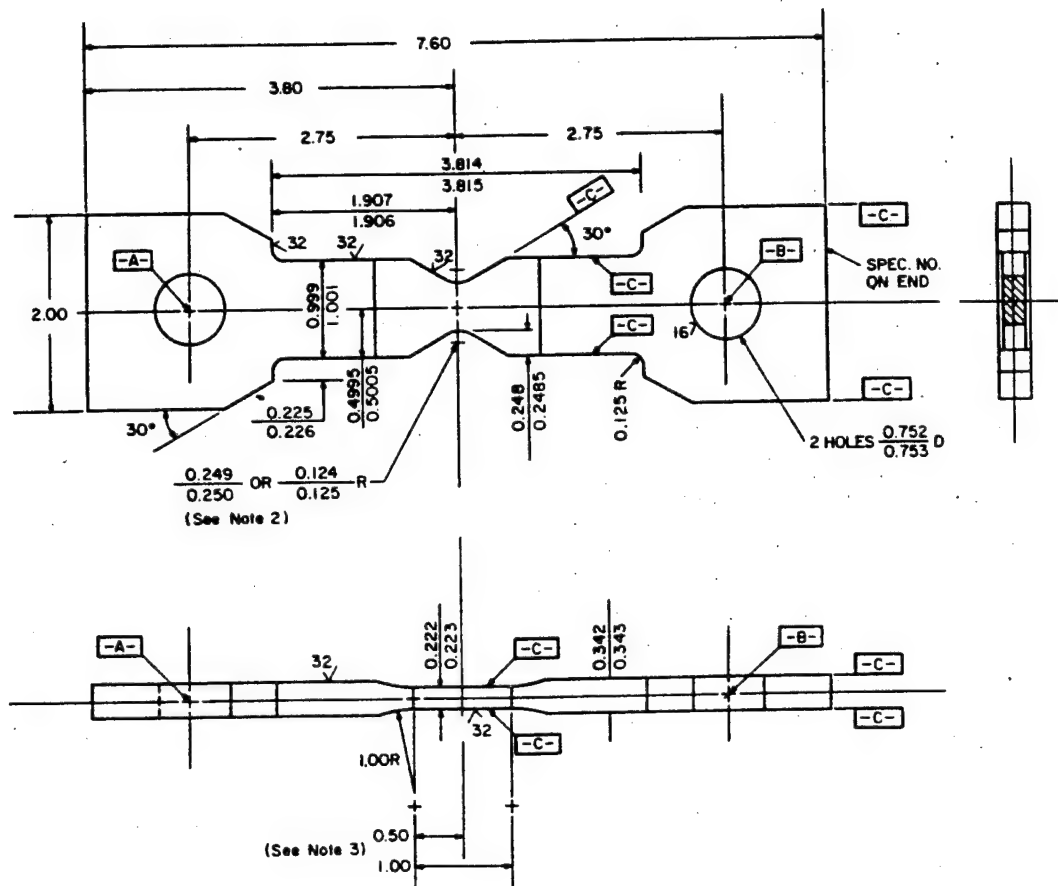 7.60
3.80
2.75
2.75
3.814
3.815
1.907
1.906
-C-
30°
32
32
32
-C-
-A-
-B-
-C-
SPEC. NO.
ON END
2.00
0.999
1.001
-C-
16
0.4995
0.5005
0.248
0.2485
0.125 R
-C-
0.225
0.226
30°
2 HOLES 0.752 D
0.753
0.249 OR 0.124 R
0.250 0.125
(See Note 2)
0.222
0.223
0.342
0.343
-A-
-C-
-B-
-C-
32
32
-C-
-C-
1.00R
0.50
(See Note 3)
1.00